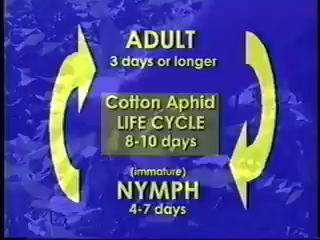 ADULT
3 days or longer
Cotton Aphid
LIFE CYCLE
8-10 days
(immature)
NYMPH
4-7 days